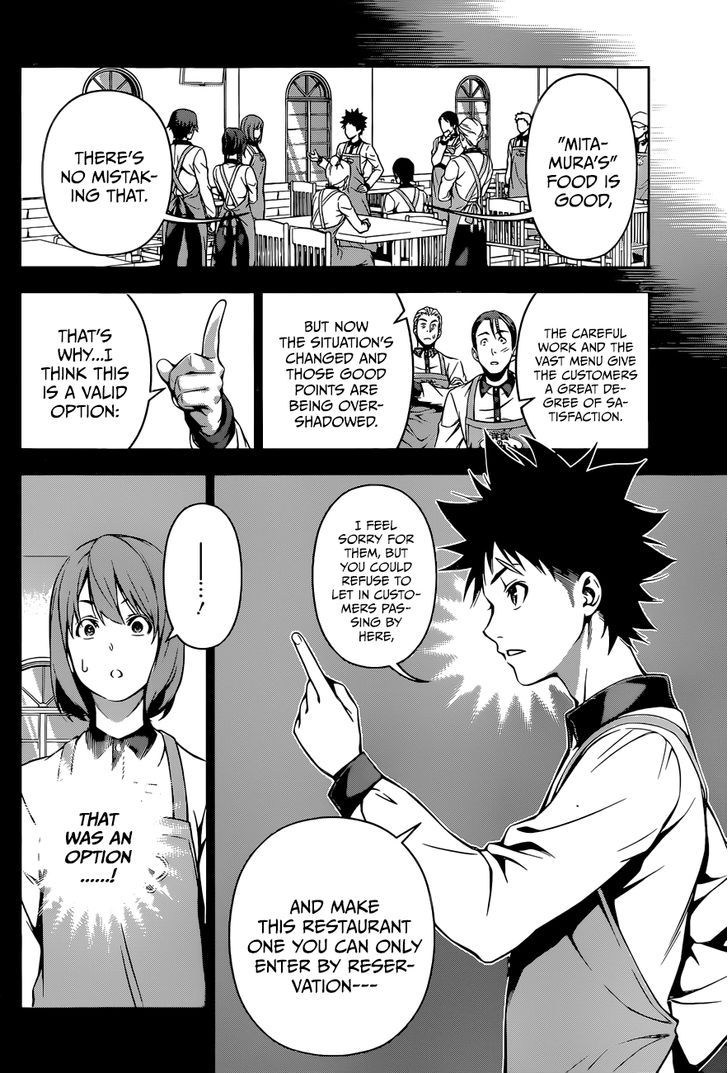 "MITA-
MURA'S"
FOOD IS
GOOD,
THERE'S
NO MISTAK-
ING THAT.
THE CAREFUL
WORK AND THE
VAST MENU GIVE
THE CUSTOMERS
A GREAT DE-
GREE OF SA-
TISFACTION.
BUT NOW
THE SITUATION'S
CHANGED AND
THOSE GOOD
POINTS ARE
BEING OVER-
SHADOWED.
THAT'S
WHY...I
THINK THIS
IS A VALID
OPTION:
I FEEL
SORRY FOR
THEM, BUT
YOU COULD
REFUSE TO
LET IN CUSTO-
MERS PAS-
SING BY
HERE,
AND MAKE
THIS RESTAURANT
ONE YOU CAN ONLY
ENTER BY RESER-
VATION---
——...!
THAT
WAS AN
OPTION
......!